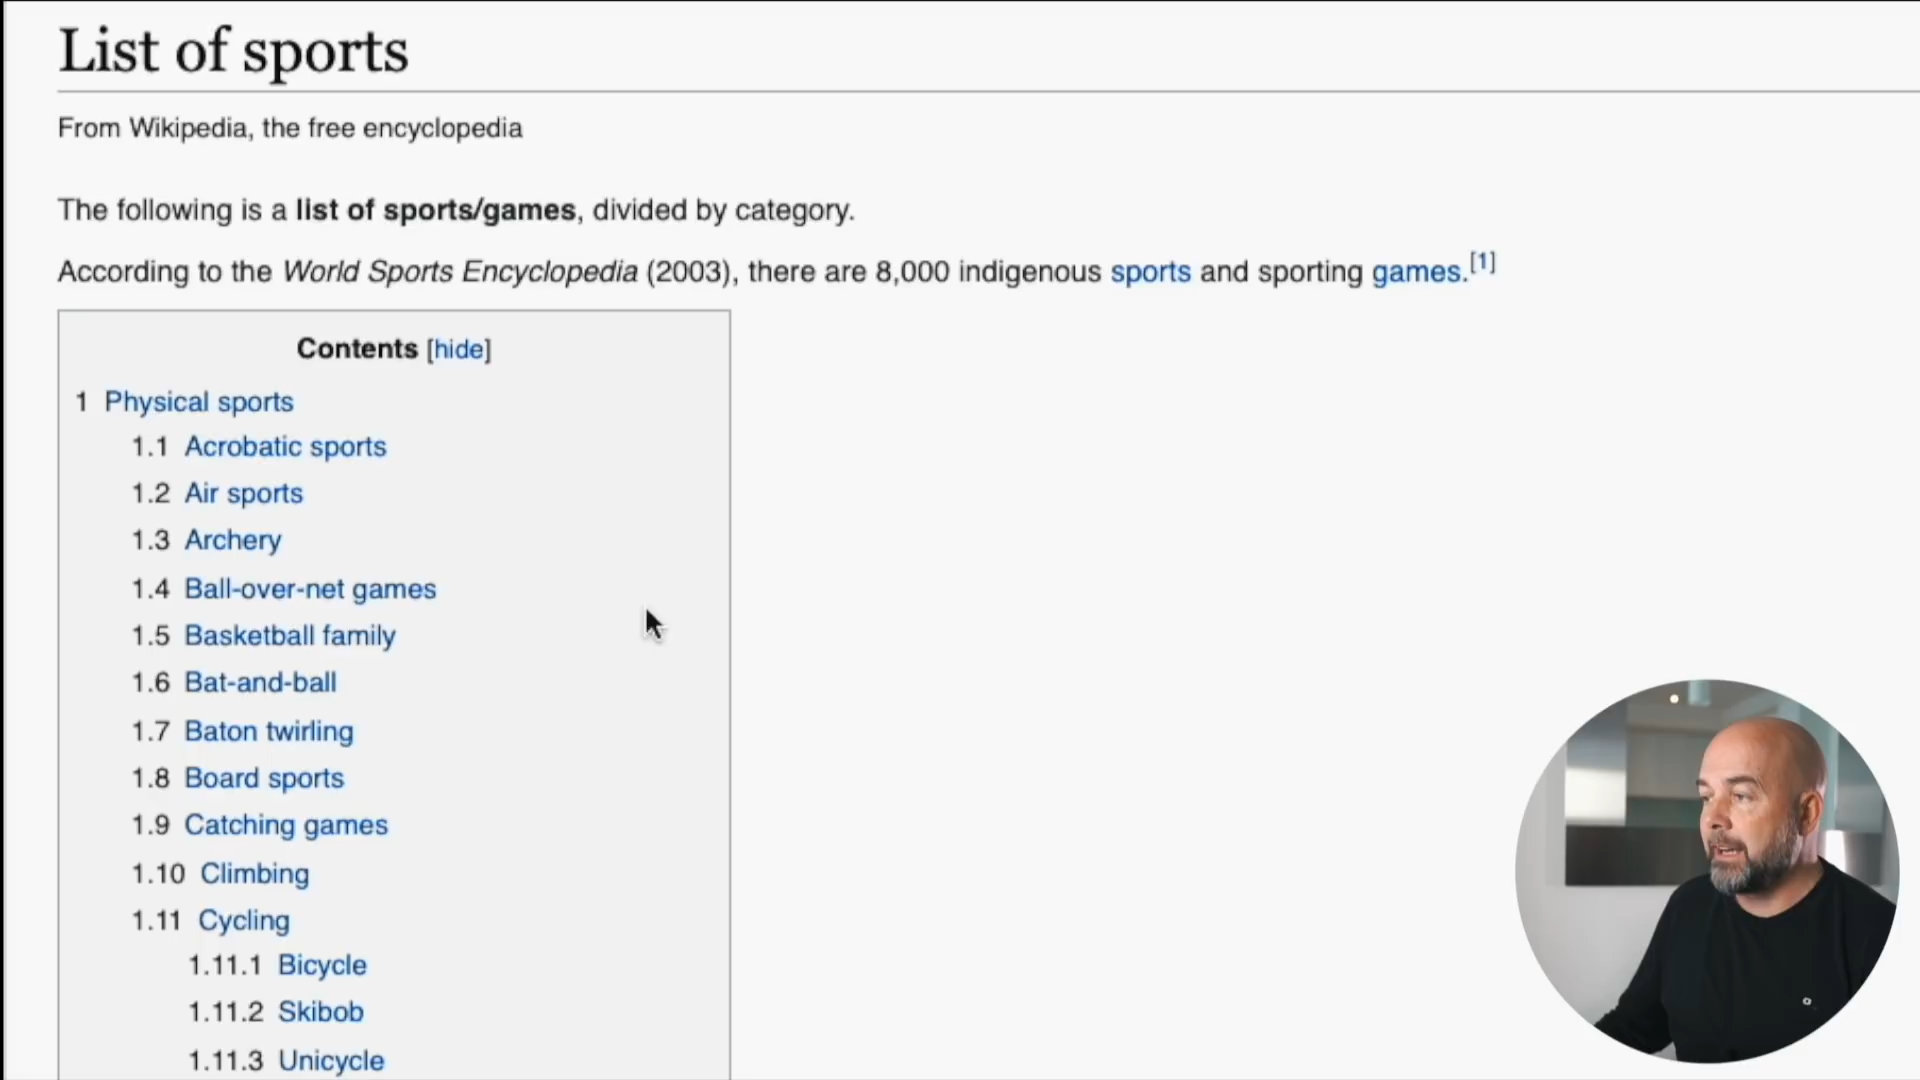 List of sports
From Wikipedia, the free encyclopedia
The following is a list of sports/games, divided by category.
According to the World Sports Encyclopedia (2003), there are 8,000 indigenous sports and sporting games.[1]
Contents [hide]
1 Physical sports
1.1 Acrobatic sports
1.2 Air sports
1.3 Archery
1.4 Ball-over-net games
1.5 Basketball family
1.6 Bat-and-ball
1.7 Baton twirling
1.8 Board sports
1.9 Catching games
1.10 Climbing
1.11 Cycling
1.11.1 Bicycle
1.11.2 Skibob
1.11.3 Unicycle